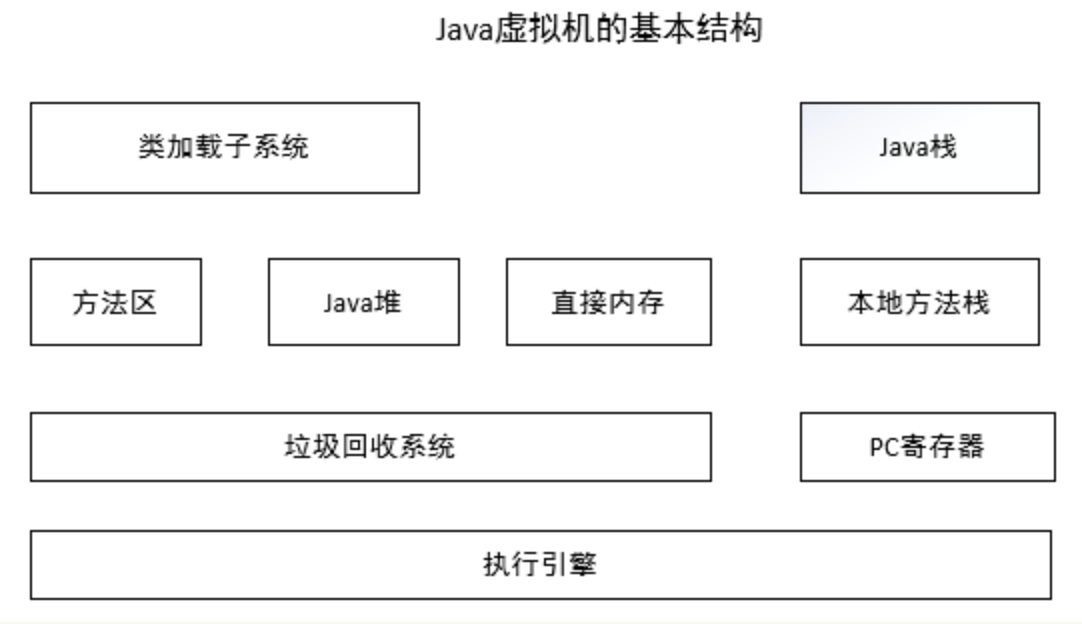 Java虚拟机的基本结构
类加载子系统
Java栈
方法区
Java堆
直接内存
本地方法栈
垃圾回收系统
PC寄存器
执行引擎